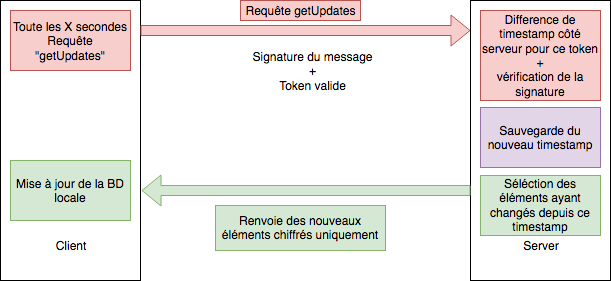 Toute les X secondes
Requête
"getUpdates"
Requête getUpdates
Signature du message
+
Token valide
Difference de
timestamp côté
serveur pour ce token
+
vérification de la
signature
Sauvegarde du
nouveau timestamp
Séléction des
éléments ayant
changés depuis ce
timestamp
Renvoie des nouveaux
éléments chiffrés uniquement
Mise à jour de la BD
locale
Client
Server